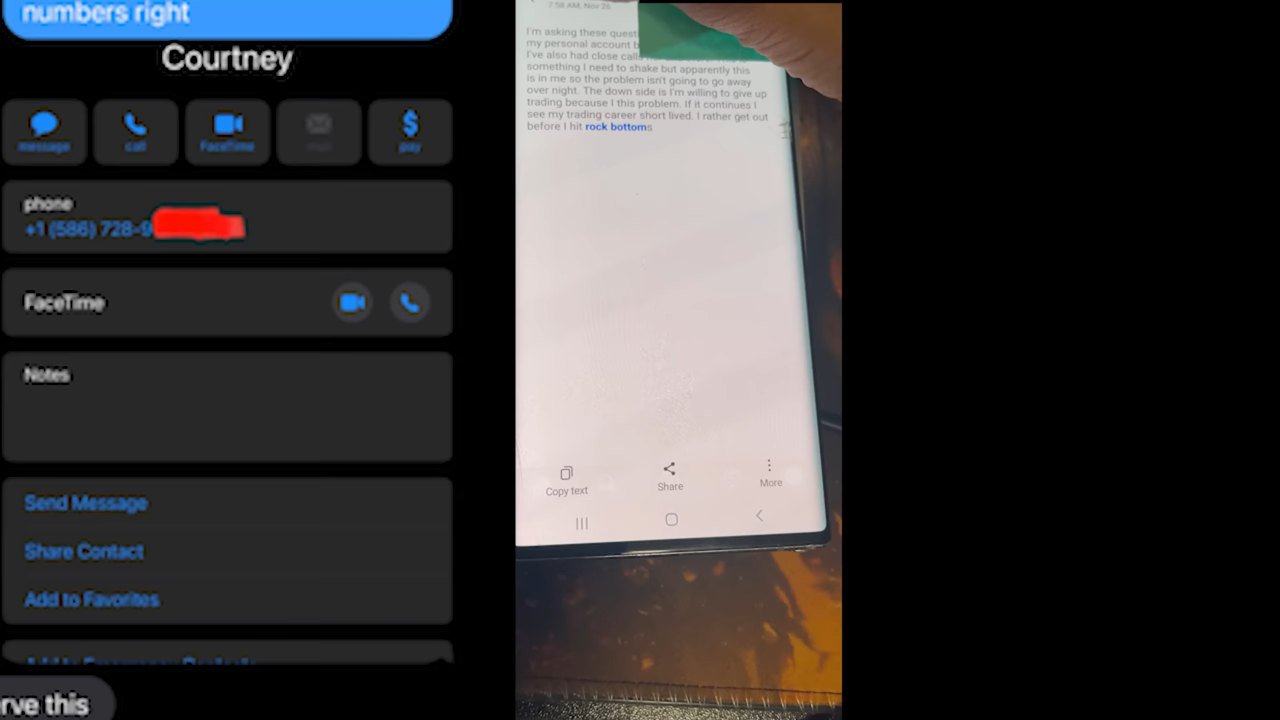 numbers right
Courtney
message
call
FaceTime
mail
pay
phone
+1 (586) 728-9
FaceTime
Notes
Send Message
Share Contact
Add to Favorites
rve this
7:58 AM, Nov 26
I'm asking these questi
my personal account b
I've also had close calls
something I need to shake but apparently this
is in me so the problem isn't going to go away
over night. The down side is I'm willing to give up
trading because I this problem. If it continues I
see my trading career short lived. I rather get out
before I hit rock bottoms
Copy text
Share
More